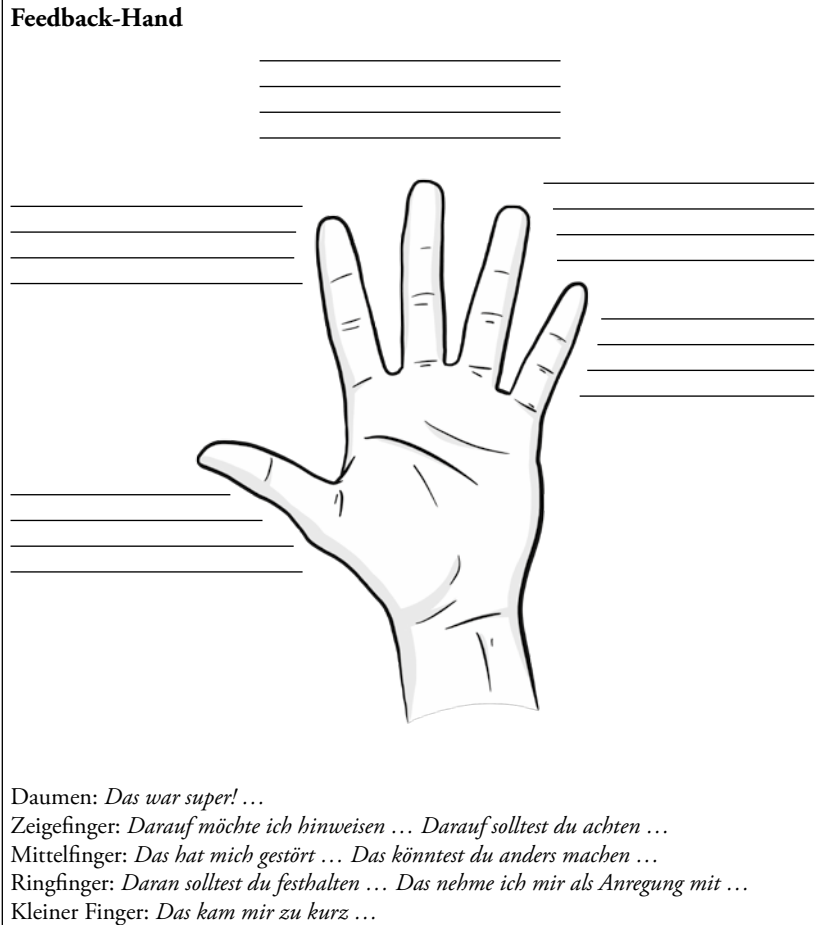 Feedback-Hand
Daumen: Das war super! …
Zeigefinger: Darauf möchte ich hinweisen … Darauf solltest du achten …
Mittelfinger: Das hat mich gestört … Das könntest du anders machen …
Ringfinger: Daran solltest du festhalten … Das nehme ich mir als Anregung mit …
Kleiner Finger: Das kam mir zu kurz …